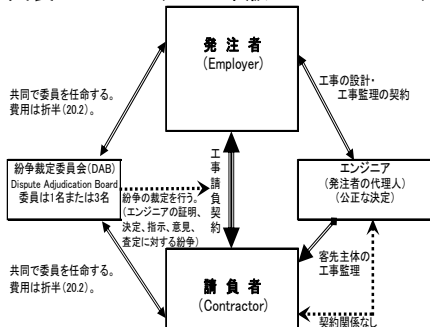 発 注 者
(Employer)
共同で委員を任命する。
費用は折半(20.2)。
工事の設計・
工事監理の契約
紛争裁定委員会(DAB)
Dispute Adjudication Board
委員は1名または3名
紛争の裁定を行う。
(エンジニアの証明、
決定、指示、意見、
査定に対する紛争)
工事請負契約
エンジニア
(発注者の代理人)
(公正な決定)
共同で委員を任命する。
費用は折半(20.2)。
客先主体の
工事監理
請 負 者
(Contractor)
契約関係なし